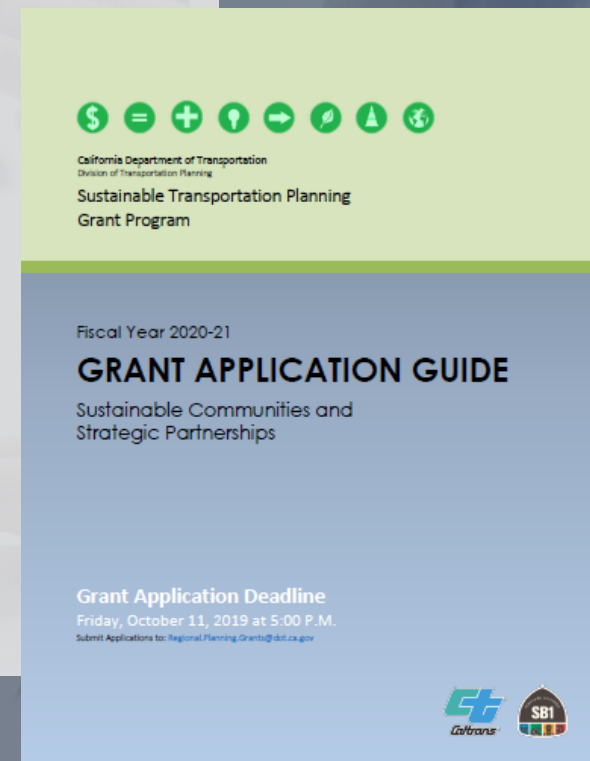 California Department of Transportation
Division of Transportation Planning
Sustainable Transportation Planning
Grant Program
Fiscal Year 2020-21
GRANT APPLICATION GUIDE
Sustainable Communities and
Strategic Partnerships
Grant Application Deadline
Friday, October 11, 2019 at 5:00 P.M.
Submit Applications to: Regional.Planning.Grants@dot.ca.gov
Caltrans
SB1